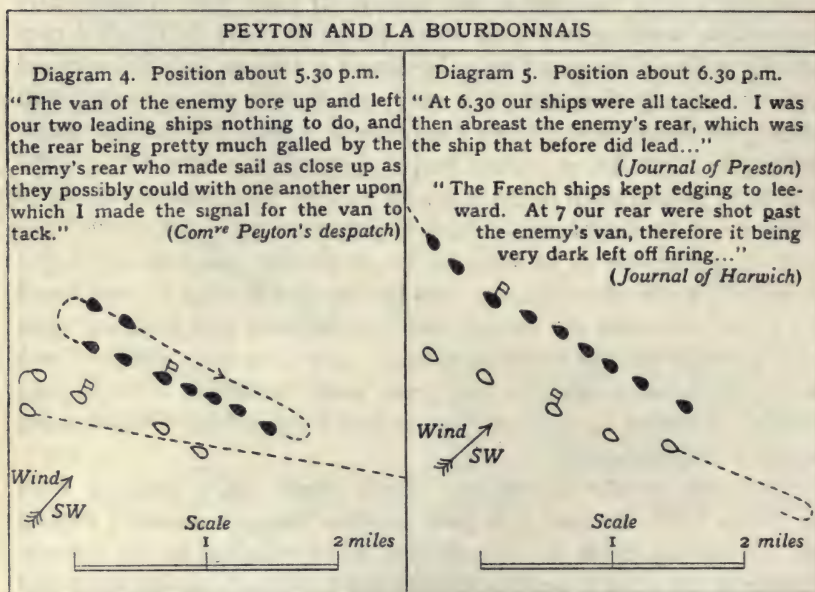 PEYTON AND LA BOURDONNAIS
Diagram 4. Position about 5.30 p.m.
"The van of the enemy bore up and left
our two leading ships nothing to do, and
the rear being pretty much galled by the
enemy's rear who made sail as close up as
they possibly could with one another upon
which I made the signal for the van to
tack." (Comre Peyton's despatch)
Wind
SW
Scale
1 2 miles
Diagram 5. Position about 6.30 p.m.
"At 6.30 our ships were all tacked. I was
then abreast the enemy's rear, which was
the ship that before did lead..."
(Journal of Preston)
"The French ships kept edging to lee-
ward. At 7 our rear were shot past
the enemy's van, therefore it being
very dark left off firing..."
(Journal of Harwich)
Wind
SW
Scale
1 2 miles